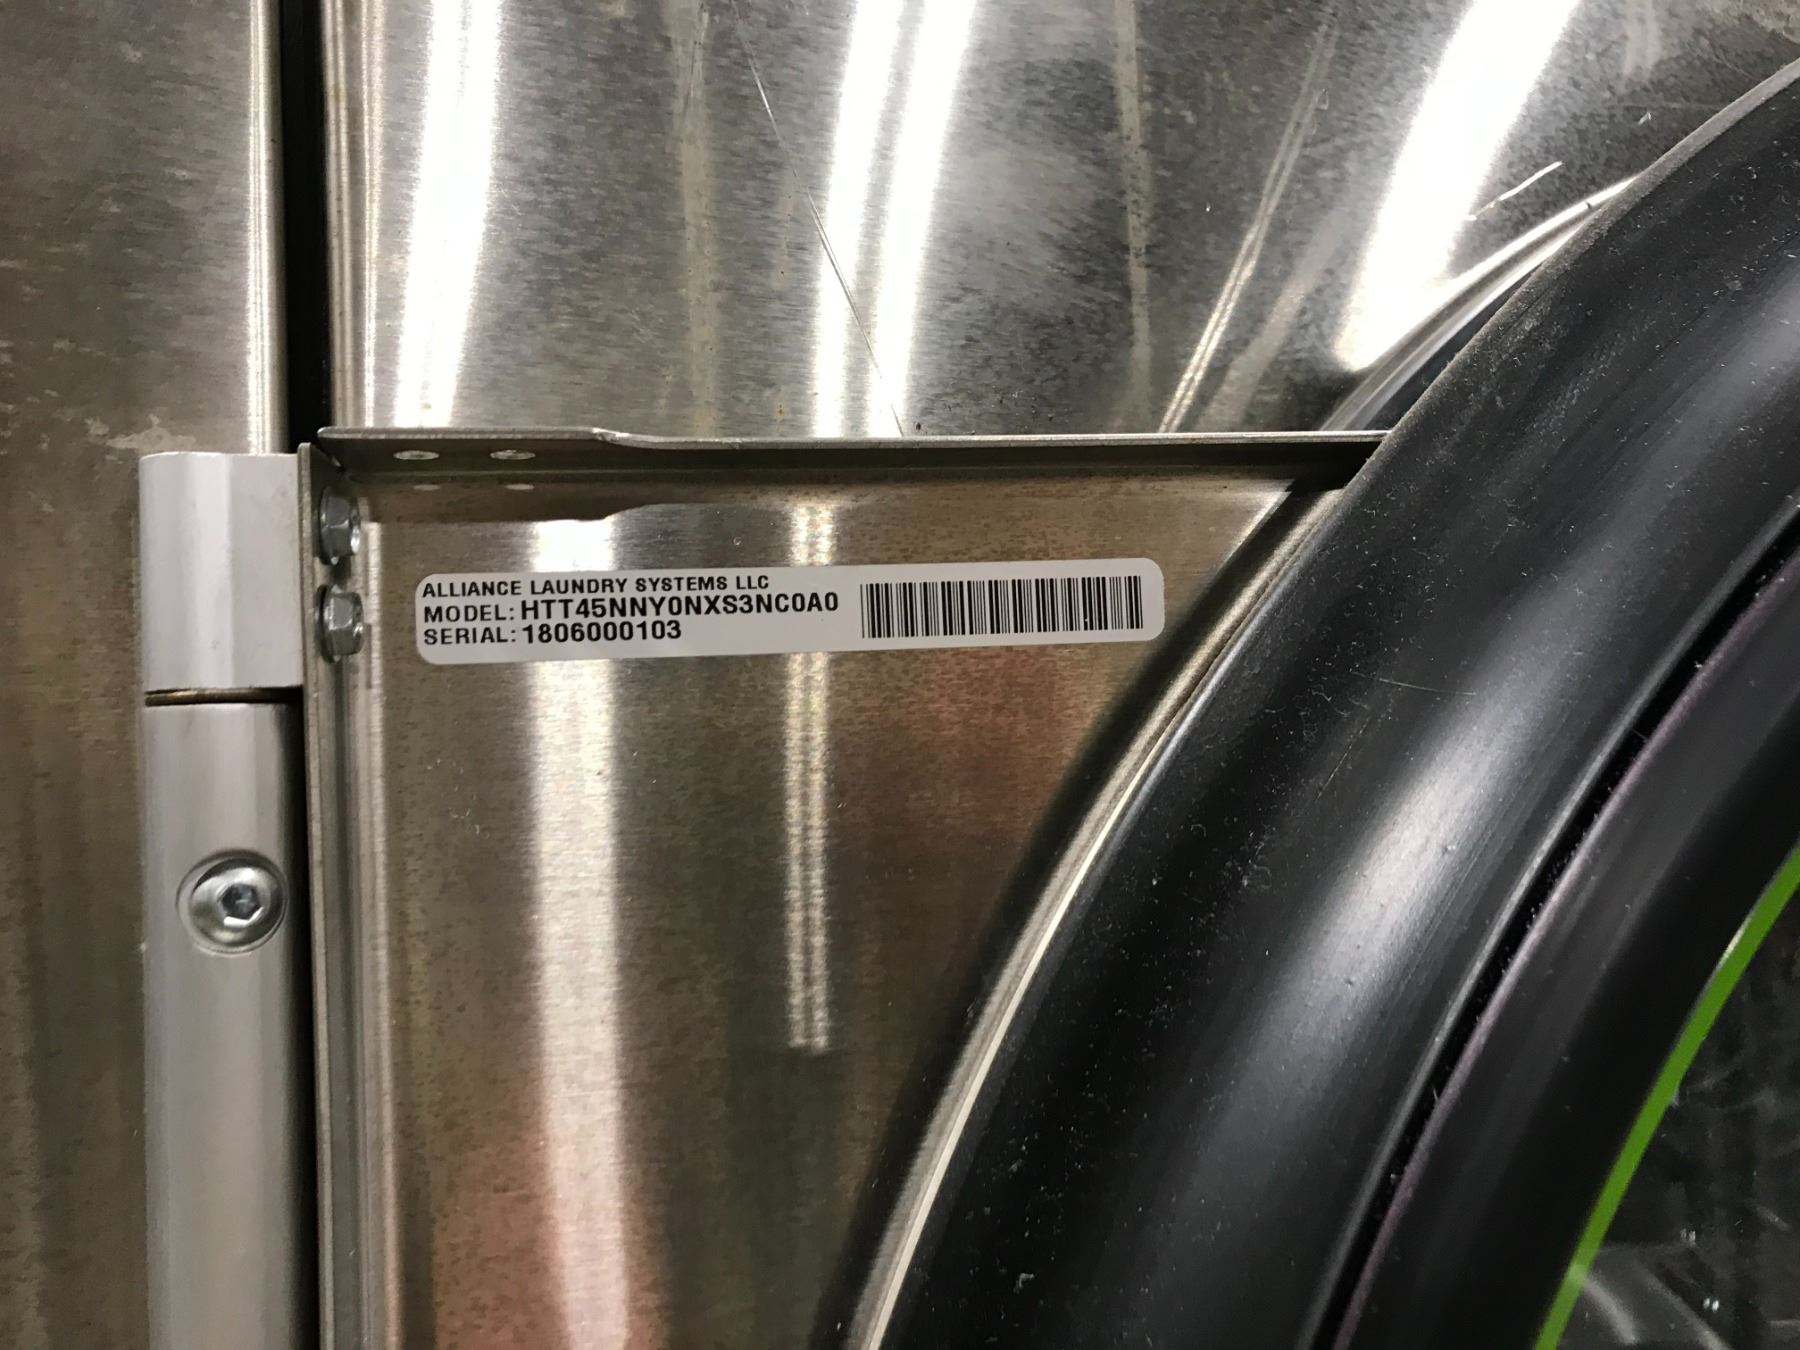 ALLIANCE LAUNDRY SYSTEMS LLC
MODEL: HTT45NNY0NXS3NC0A0
SERIAL: 1806000103